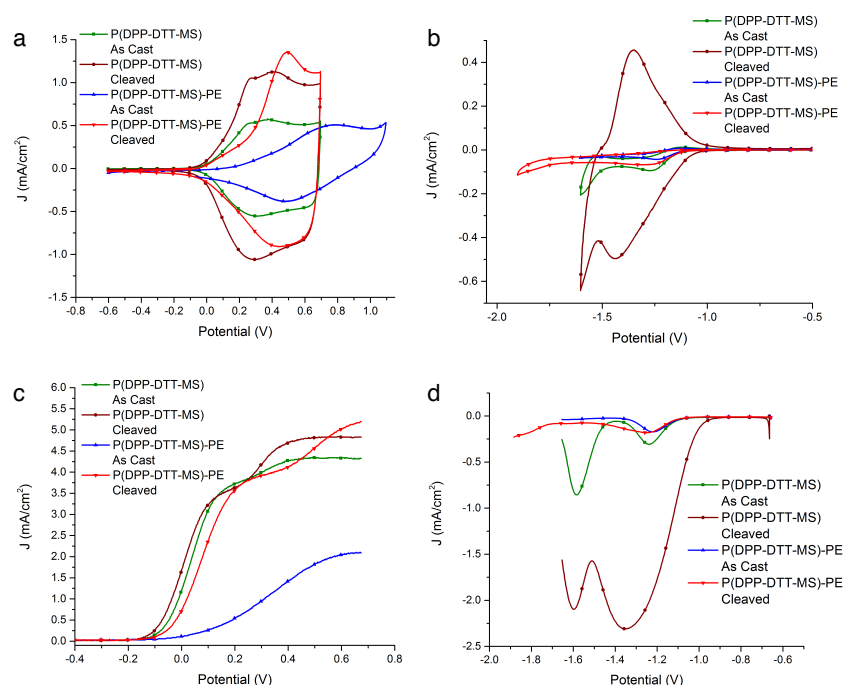 a
P(DPP-DTT-MS)
As Cast
P(DPP-DTT-MS)
Cleaved
P(DPP-DTT-MS)-PE
As Cast
P(DPP-DTT-MS)-PE
Cleaved
1.5
1.0
0.5
0.0
-0.5
-1.0
-1.5
J (mA/cm²)
-0.8 -0.6 -0.4 -0.2 0.0 0.2 0.4 0.6 0.8 1.0
Potential (V)
b
P(DPP-DTT-MS)
As Cast
P(DPP-DTT-MS)
Cleaved
P(DPP-DTT-MS)-PE
As Cast
P(DPP-DTT-MS)-PE
Cleaved
0.4
0.2
0.0
-0.2
-0.4
-0.6
J (mA/cm²)
-2.0 -1.5 -1.0 -0.5
Potential (V)
c
P(DPP-DTT-MS)
As Cast
P(DPP-DTT-MS)
Cleaved
P(DPP-DTT-MS)-PE
As Cast
P(DPP-DTT-MS)-PE
Cleaved
6.0
5.5
5.0
4.5
4.0
3.5
3.0
2.5
2.0
1.5
1.0
0.5
0.0
J (mA/cm²)
-0.4 -0.2 0.0 0.2 0.4 0.6 0.8
Potential (V)
d
P(DPP-DTT-MS)
As Cast
P(DPP-DTT-MS)
Cleaved
P(DPP-DTT-MS)-PE
As Cast
P(DPP-DTT-MS)-PE
Cleaved
0.0
-0.5
-1.0
-1.5
-2.0
-2.5
J (mA/cm²)
-2.0 -1.8 -1.6 -1.4 -1.2 -1.0 -0.8 -0.6
Potential (V)